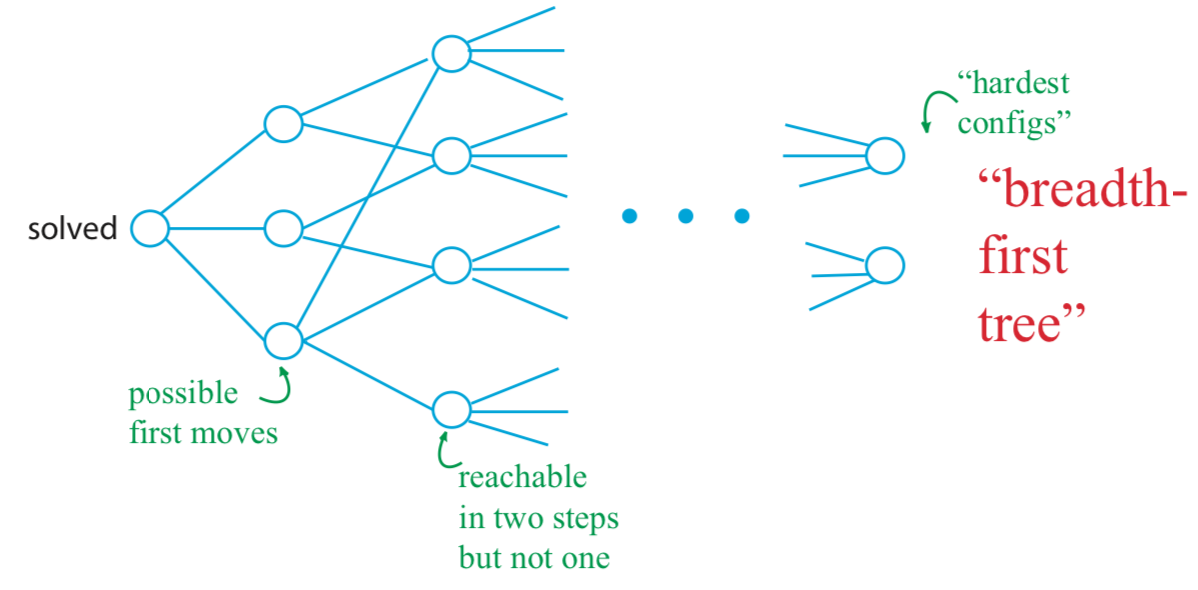 solved
possible
first moves
reachable
in two steps
but not one
“hardest
configs”
“breadth-
first
tree”